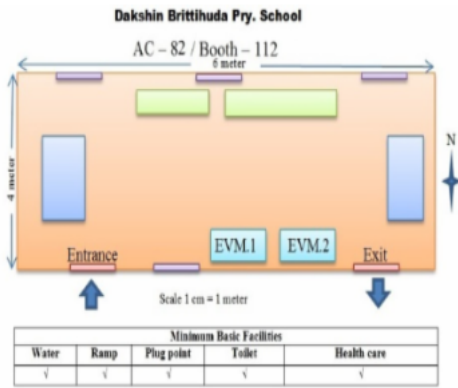 Dakshin Brittihuda Pry. School
AC – 82 / Booth – 112
6 meter
4 meter
N
EVM.1 EVM.2
Entrance Exit
Scale 1 cm = 1 meter
Minimum Basic Facilities
Water Ramp Plug point Toilet Health care
√ √ √ √ √